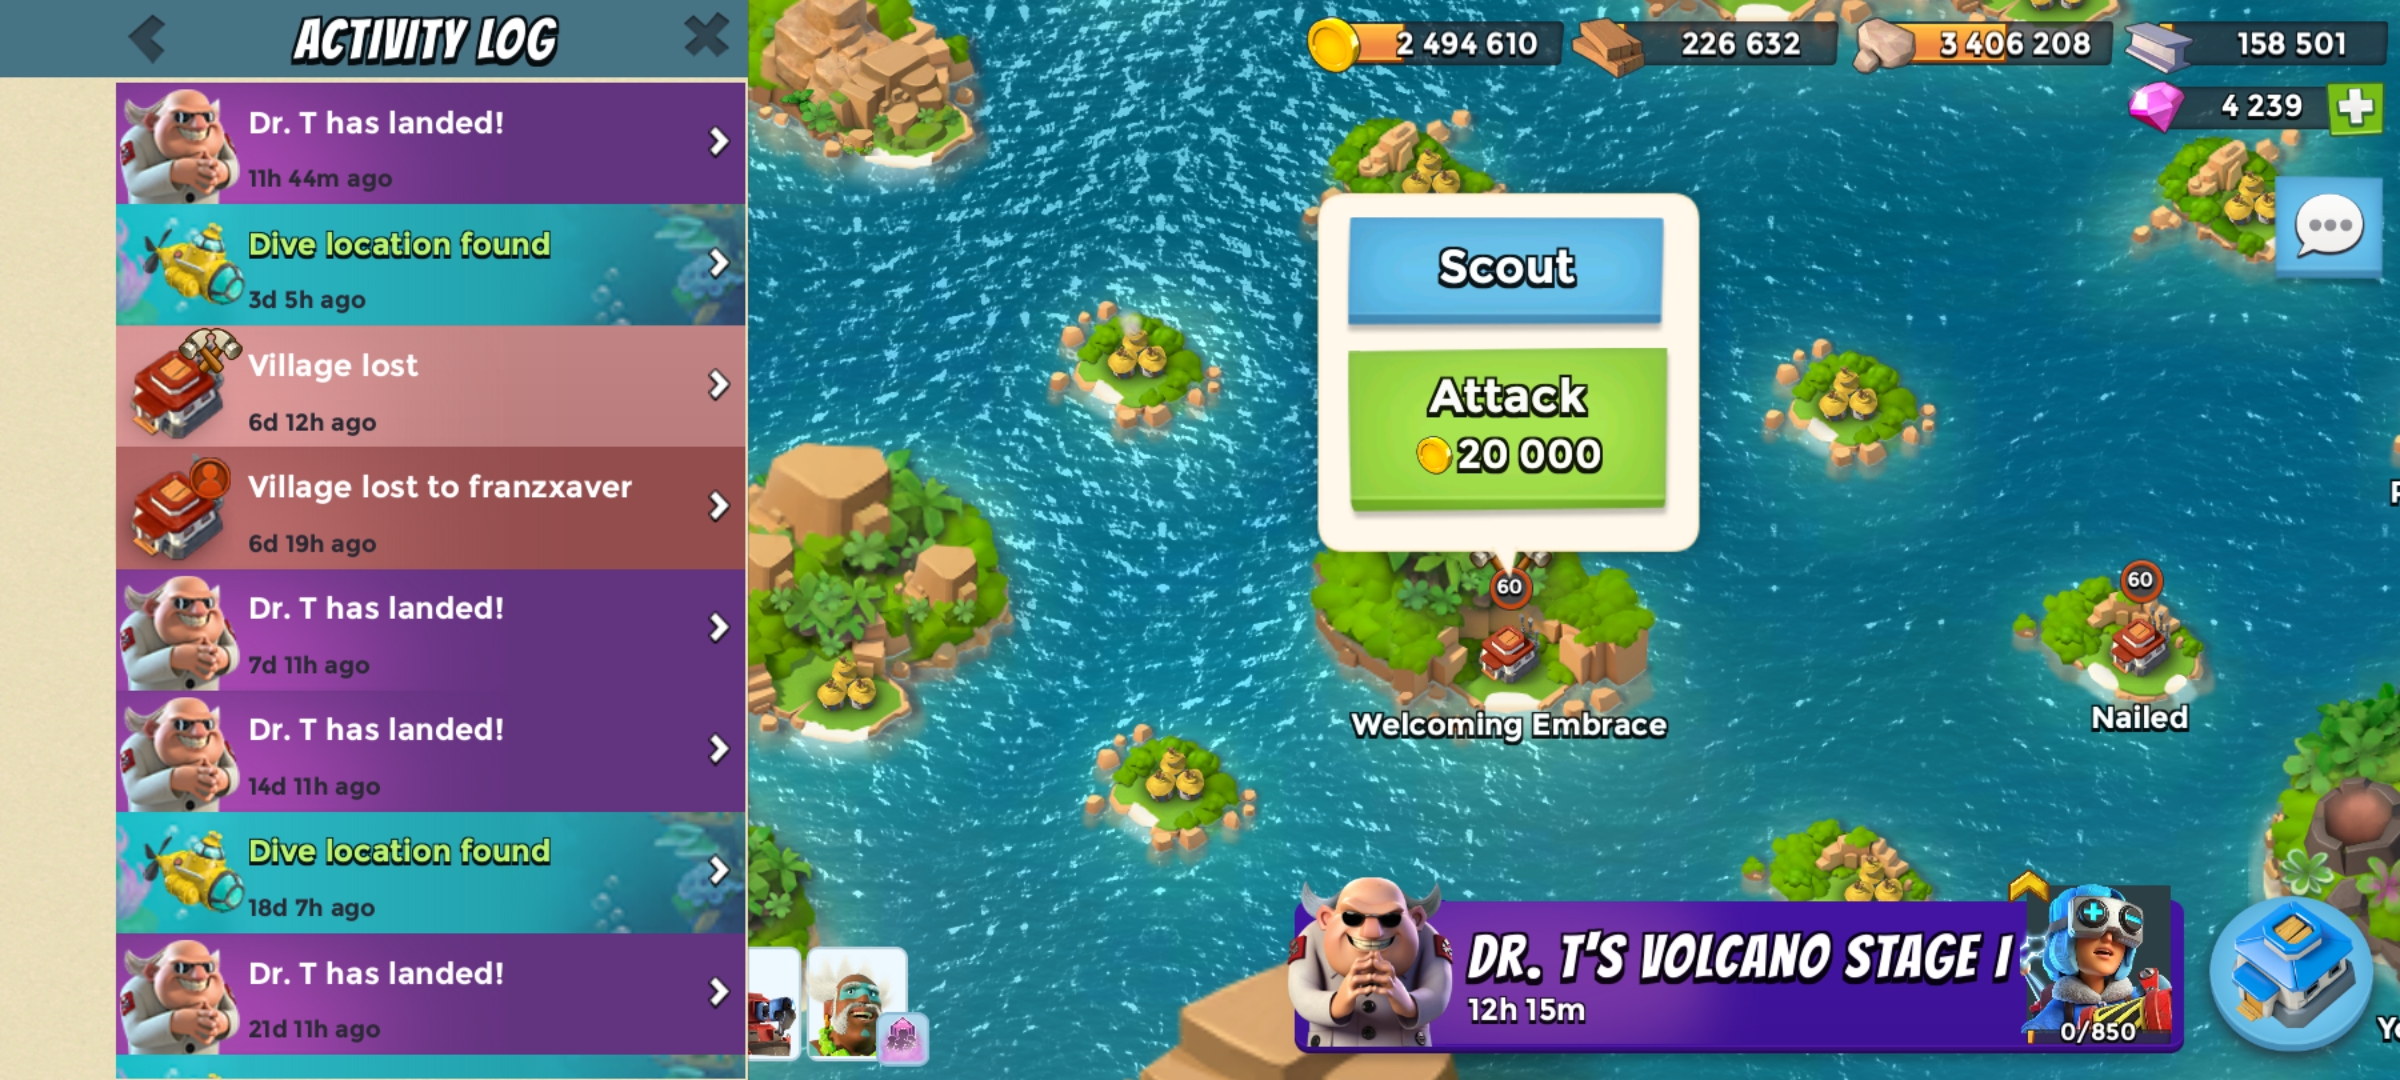 ACTIVITY LOG
Dr. T has landed!
11h 44m ago
Dive location found
3d 5h ago
Village lost
6d 12h ago
Village lost to franzxaver
6d 19h ago
Dr. T has landed!
7d 11h ago
Dr. T has landed!
14d 11h ago
Dive location found
18d 7h ago
Dr. T has landed!
21d 11h ago
2 494 610
226 632
3 406 208
158 501
4 239
Scout
Attack
20 000
60
Welcoming Embrace
60
Nailed
DR. T'S VOLCANO STAGE I
12h 15m
0/850